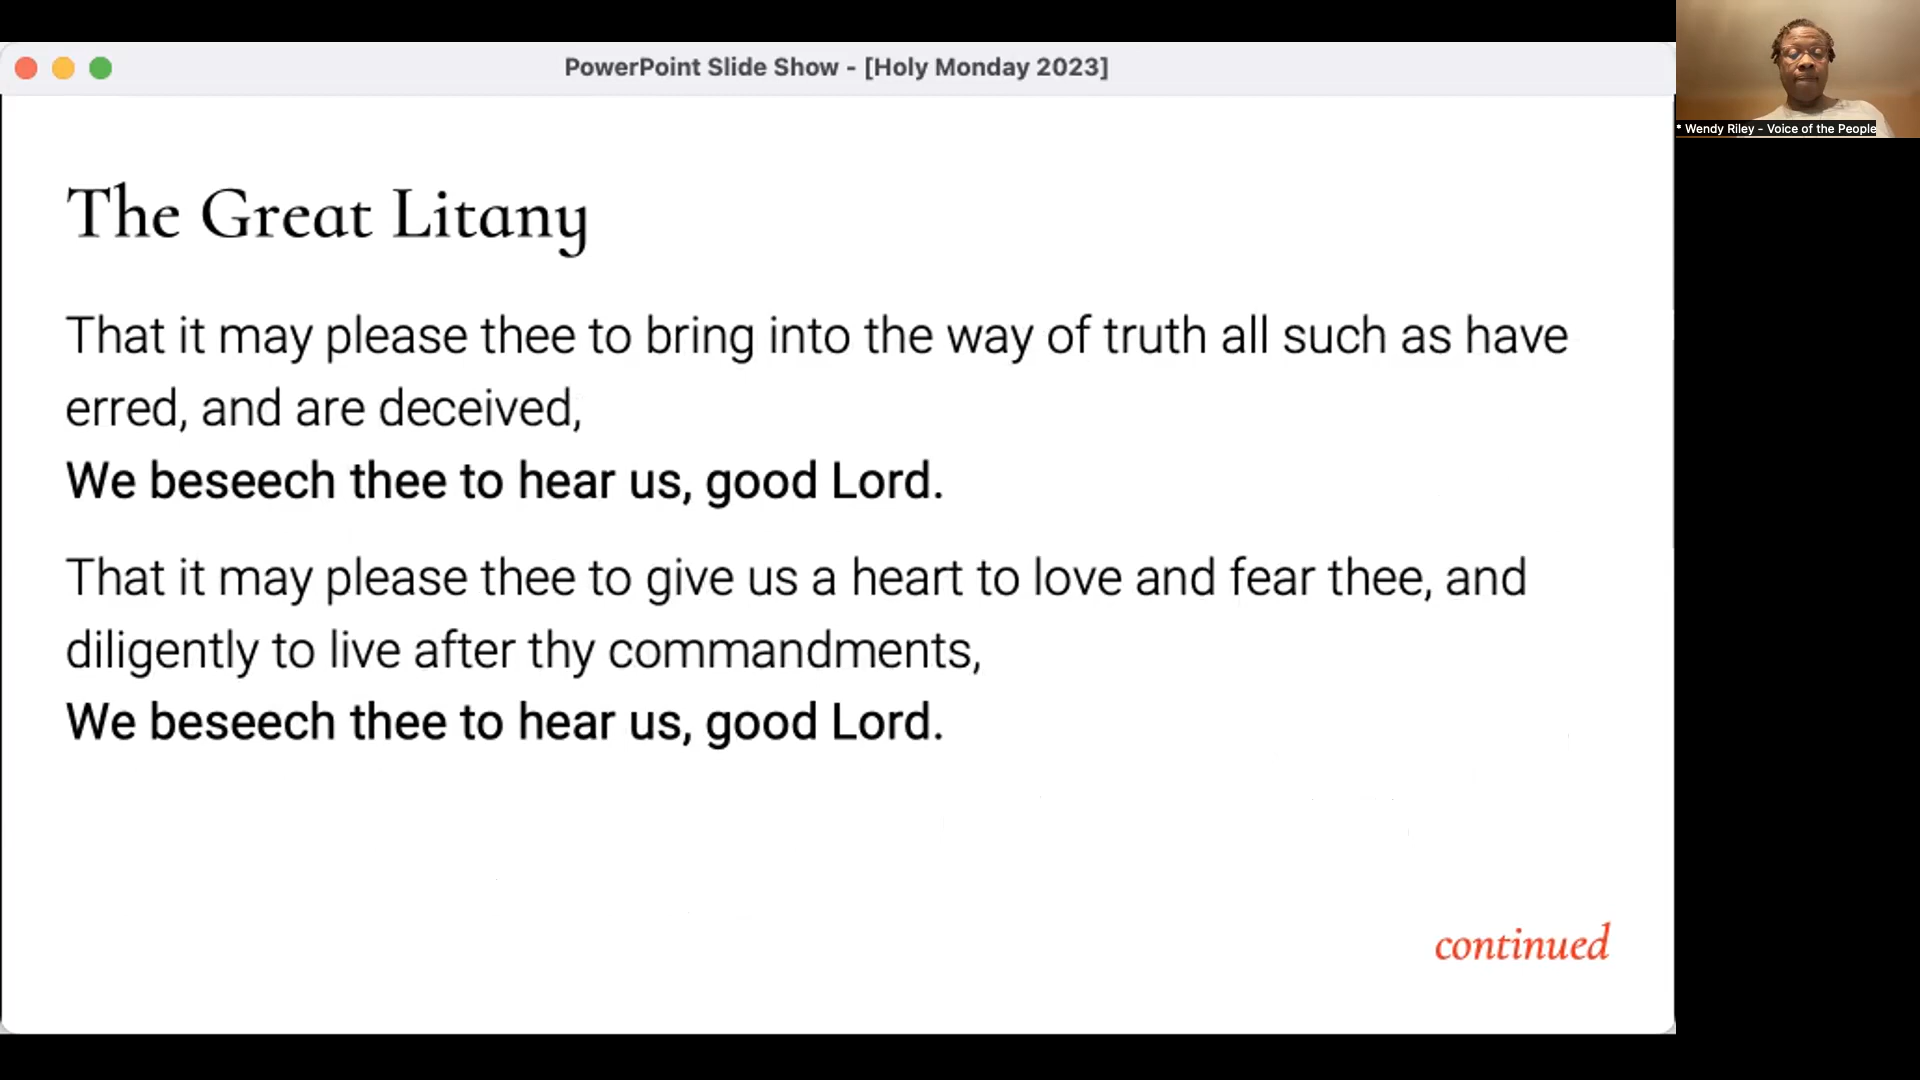 PowerPoint Slide Show - [Holy Monday 2023]
* Wendy Riley - Voice of the People
The Great Litany
That it may please thee to bring into the way of truth all such as have
erred, and are deceived,
We beseech thee to hear us, good Lord.
That it may please thee to give us a heart to love and fear thee, and
diligently to live after thy commandments,
We beseech thee to hear us, good Lord.
continued